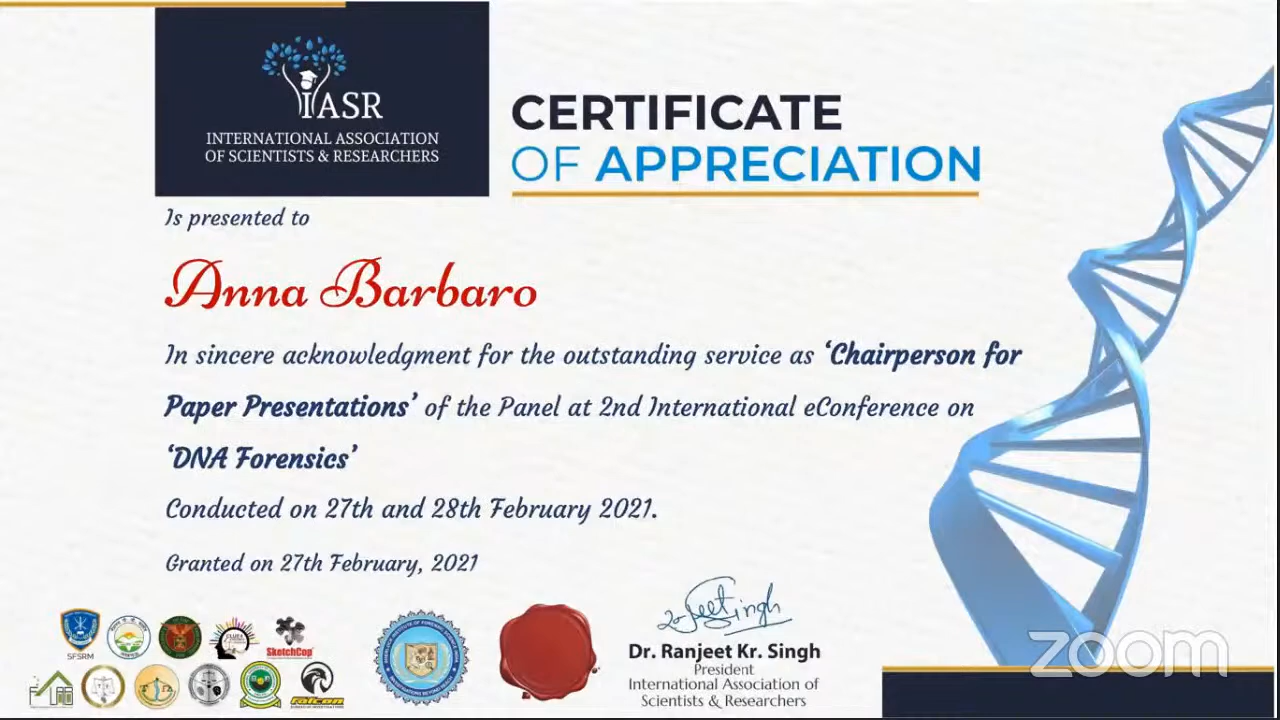 IASR
INTERNATIONAL ASSOCIATION
OF SCIENTISTS & RESEARCHERS
CERTIFICATE
OF APPRECIATION
Is presented to
Anna Barbaro
In sincere acknowledgment for the outstanding service as ‘Chairperson for
Paper Presentations’ of the Panel at 2nd International eConference on
‘DNA Forensics’
Conducted on 27th and 28th February 2021.
Granted on 27th February, 2021
SFSRM
SketchCop
falcon
Dr. Ranjeet Kr. Singh
President
International Association of
Scientists & Researchers
zoom